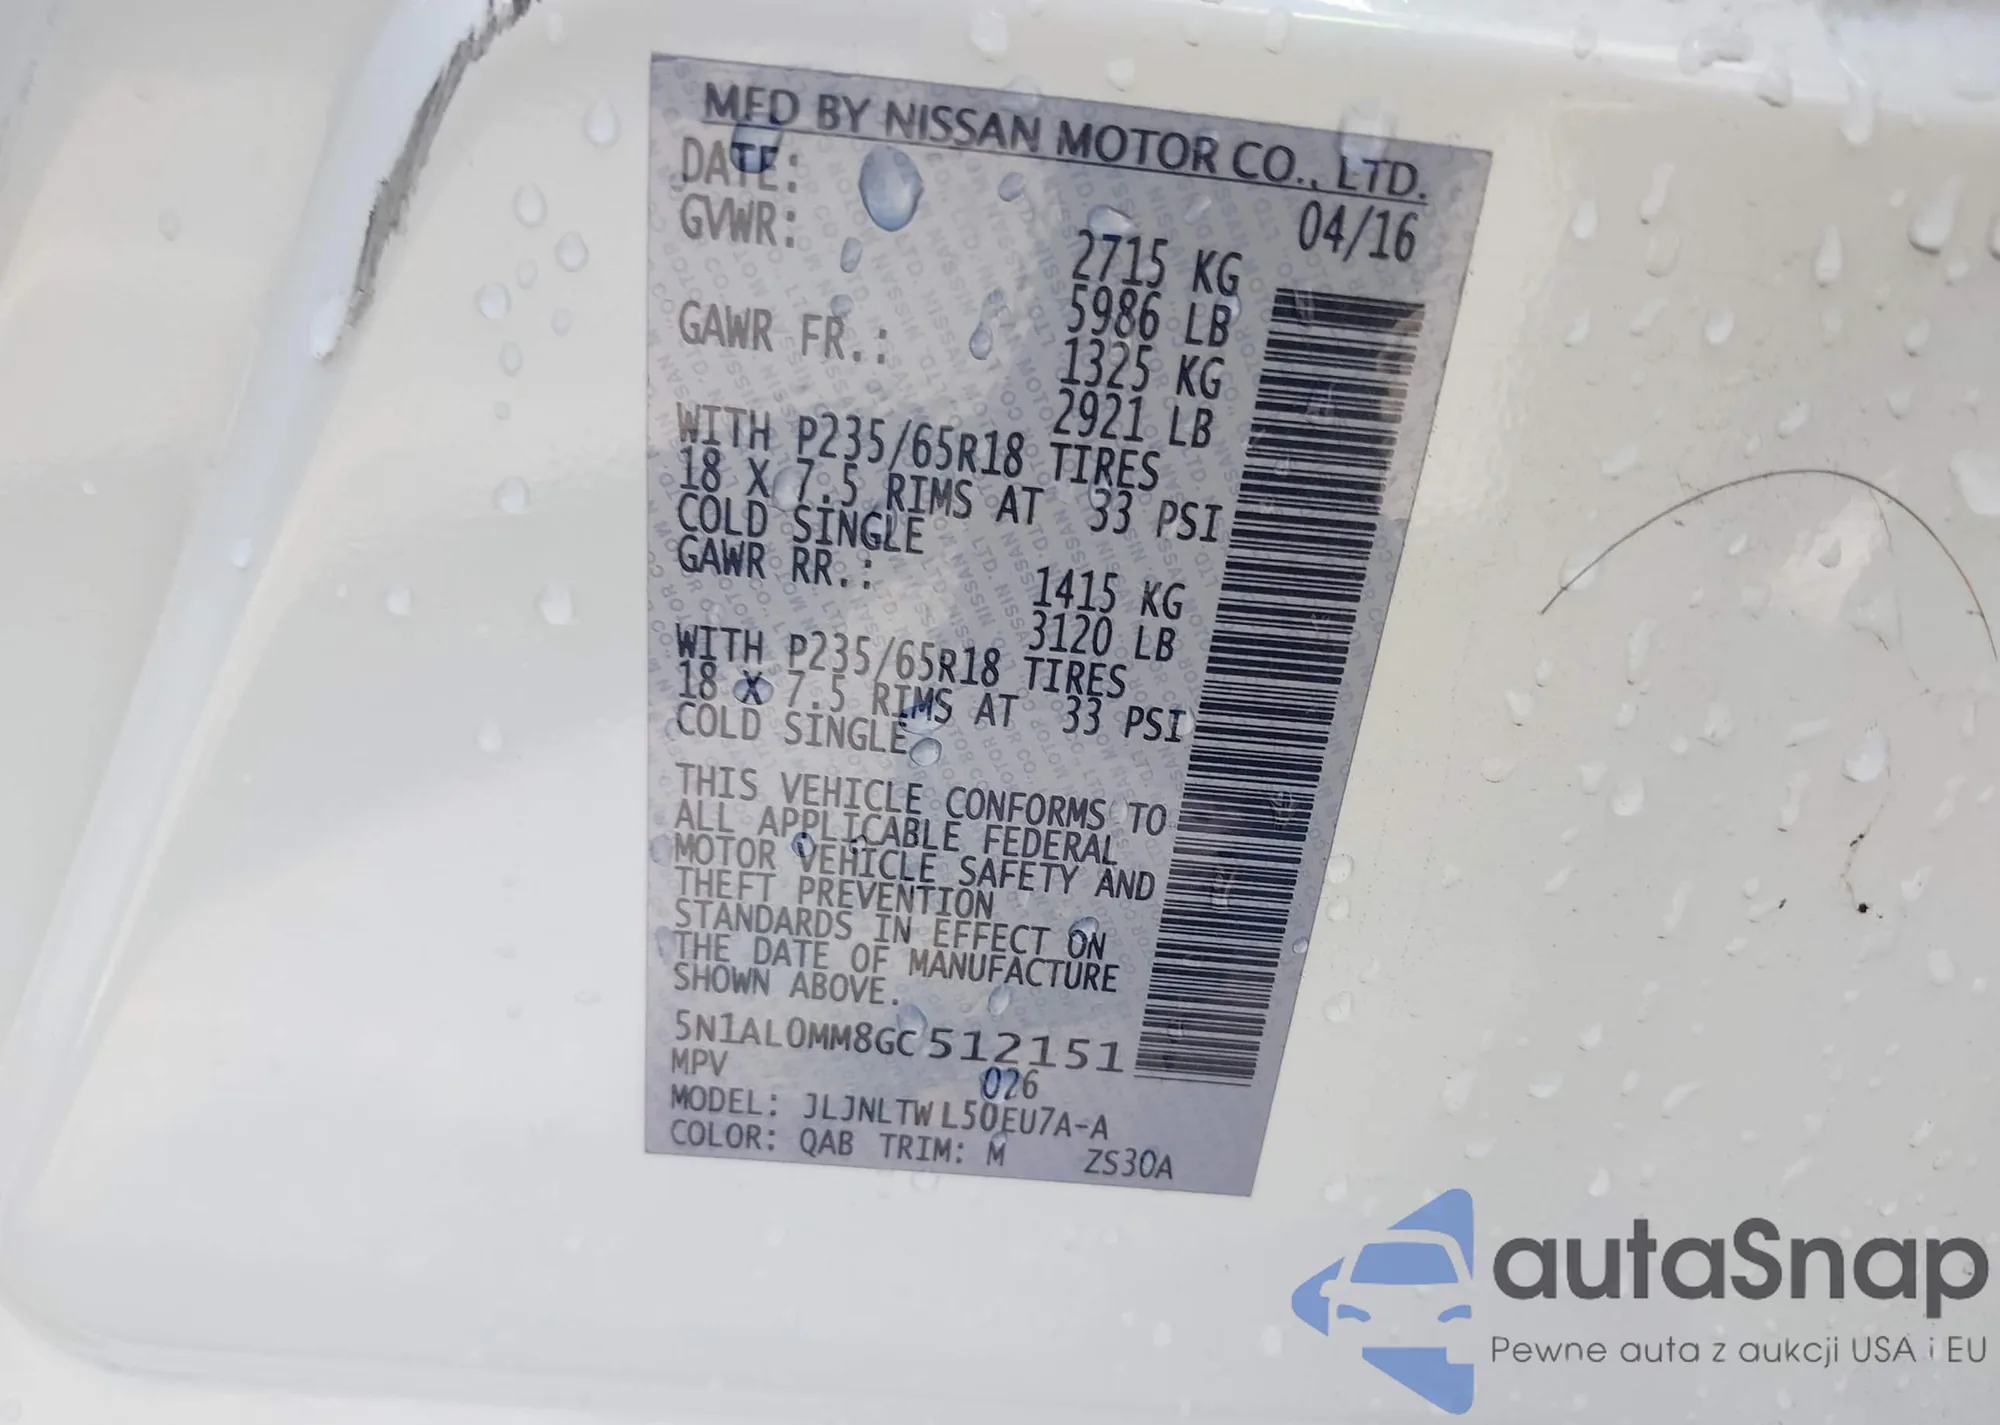 MFD BY NISSAN MOTOR CO., LTD.
DATE: 04/16
GVWR: 2715 KG
5986 LB
GAWR FR.: 1325 KG
2921 LB
WITH P235/65R18 TIRES
18 X 7.5 RIMS AT 33 PSI
COLD SINGLE
GAWR RR.: 1415 KG
3120 LB
WITH P235/65R18 TIRES
18 X 7.5 RIMS AT 33 PSI
COLD SINGLE
THIS VEHICLE CONFORMS TO
ALL APPLICABLE FEDERAL
MOTOR VEHICLE SAFETY AND
THEFT PREVENTION
STANDARDS IN EFFECT ON
THE DATE OF MANUFACTURE
SHOWN ABOVE.
5N1AL0MM8GC512151
MPV 026
MODEL: JLJNLTWL50EU7A-A
COLOR: QAB TRIM: M ZS30A
autaSnap
Pewne auta z aukcji USA i EU